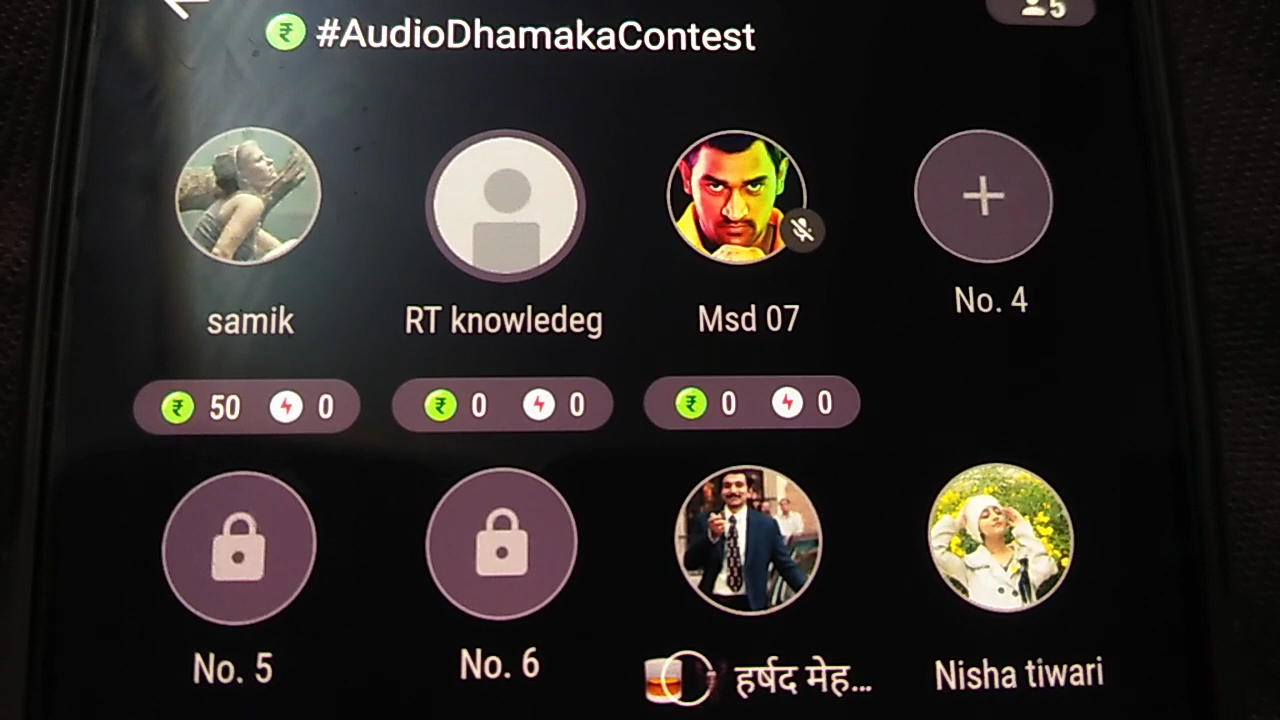 5
₹ #AudioDhamakaContest
samik
RT knowledeg
Msd 07
No. 4
₹ 50 0
₹ 0 0
₹ 0 0
No. 5
No. 6
हर्षद मेह...
Nisha tiwari